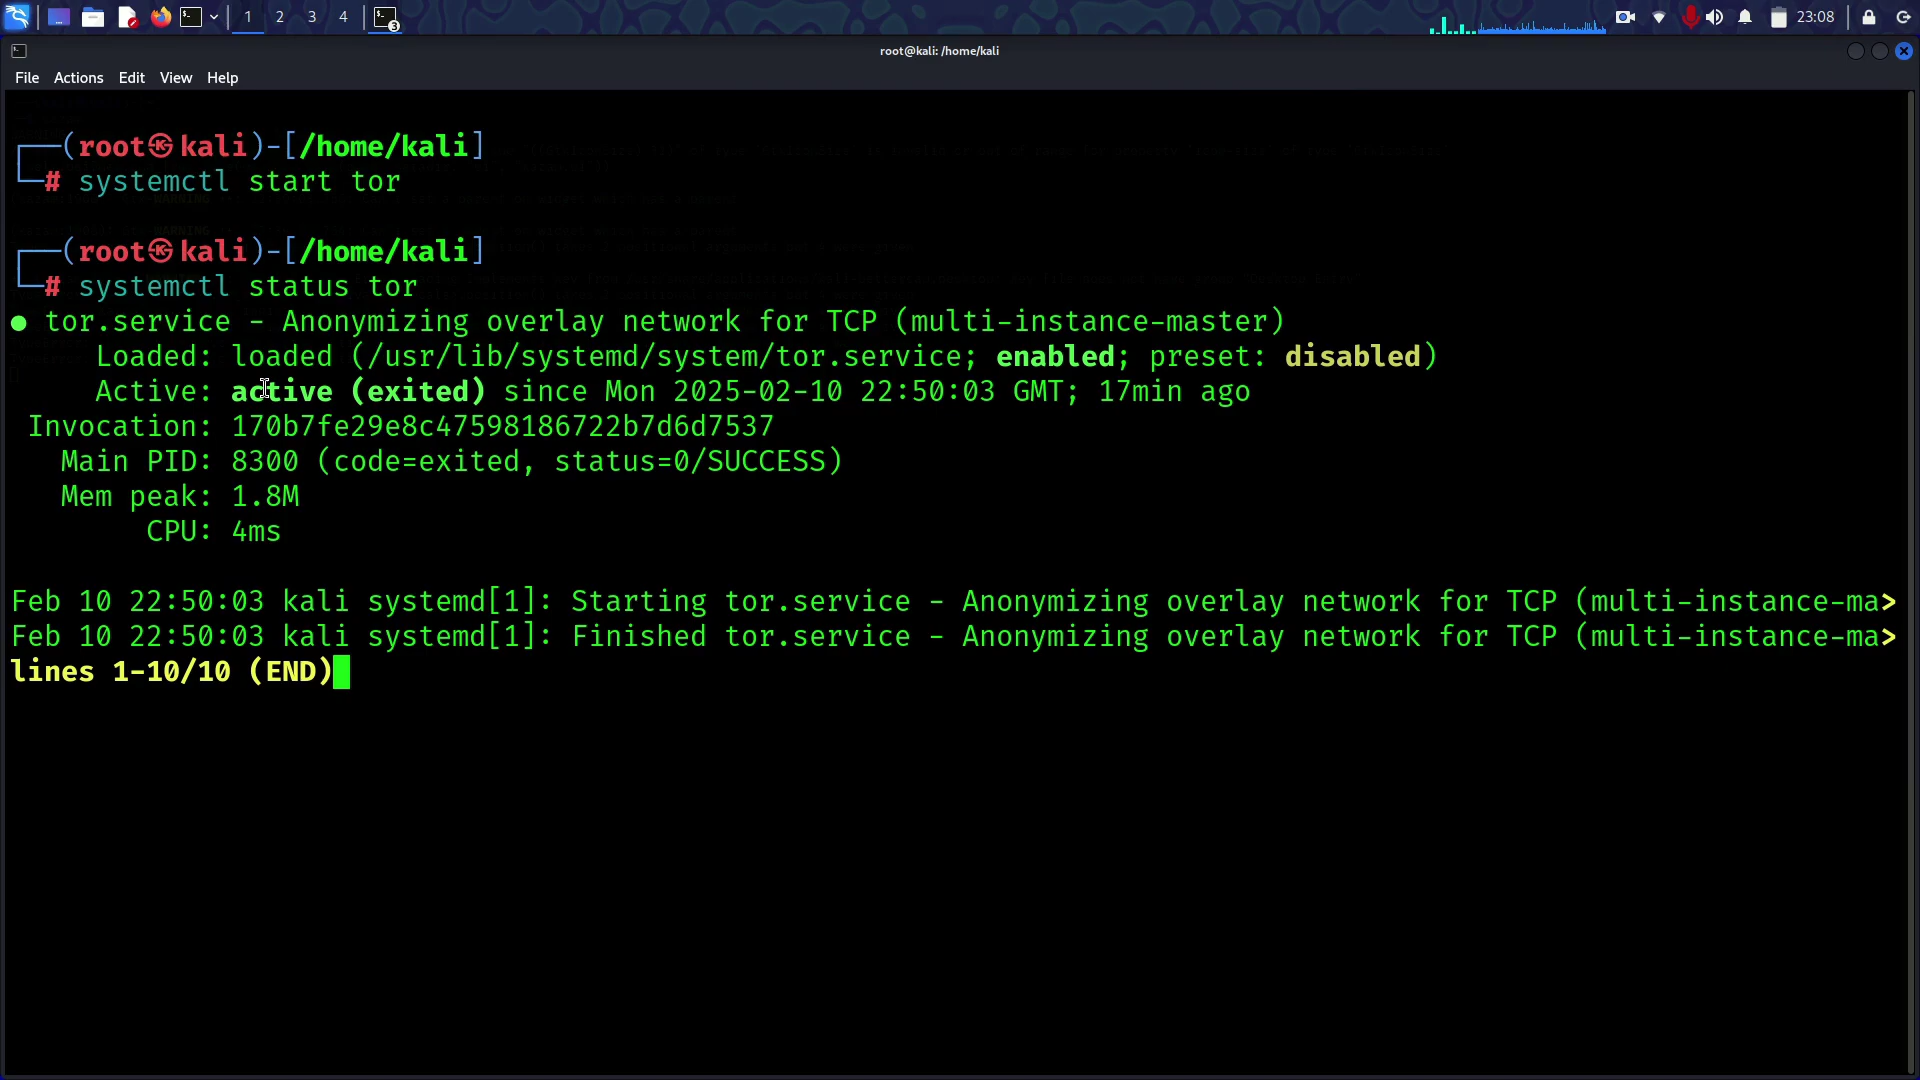 1 2 3 4 3 23:08
root@kali: /home/kali
File Actions Edit View Help
┌──(root㉿kali)-[/home/kali]
└─# systemctl start tor
┌──(root㉿kali)-[/home/kali]
└─# systemctl status tor
● tor.service - Anonymizing overlay network for TCP (multi-instance-master)
Loaded: loaded (/usr/lib/systemd/system/tor.service; enabled; preset: disabled)
Active: active (exited) since Mon 2025-02-10 22:50:03 GMT; 17min ago
Invocation: 170b7fe29e8c47598186722b7d6d7537
Main PID: 8300 (code=exited, status=0/SUCCESS)
Mem peak: 1.8M
CPU: 4ms
Feb 10 22:50:03 kali systemd[1]: Starting tor.service - Anonymizing overlay network for TCP (multi-instance-ma>
Feb 10 22:50:03 kali systemd[1]: Finished tor.service - Anonymizing overlay network for TCP (multi-instance-ma>
lines 1-10/10 (END)